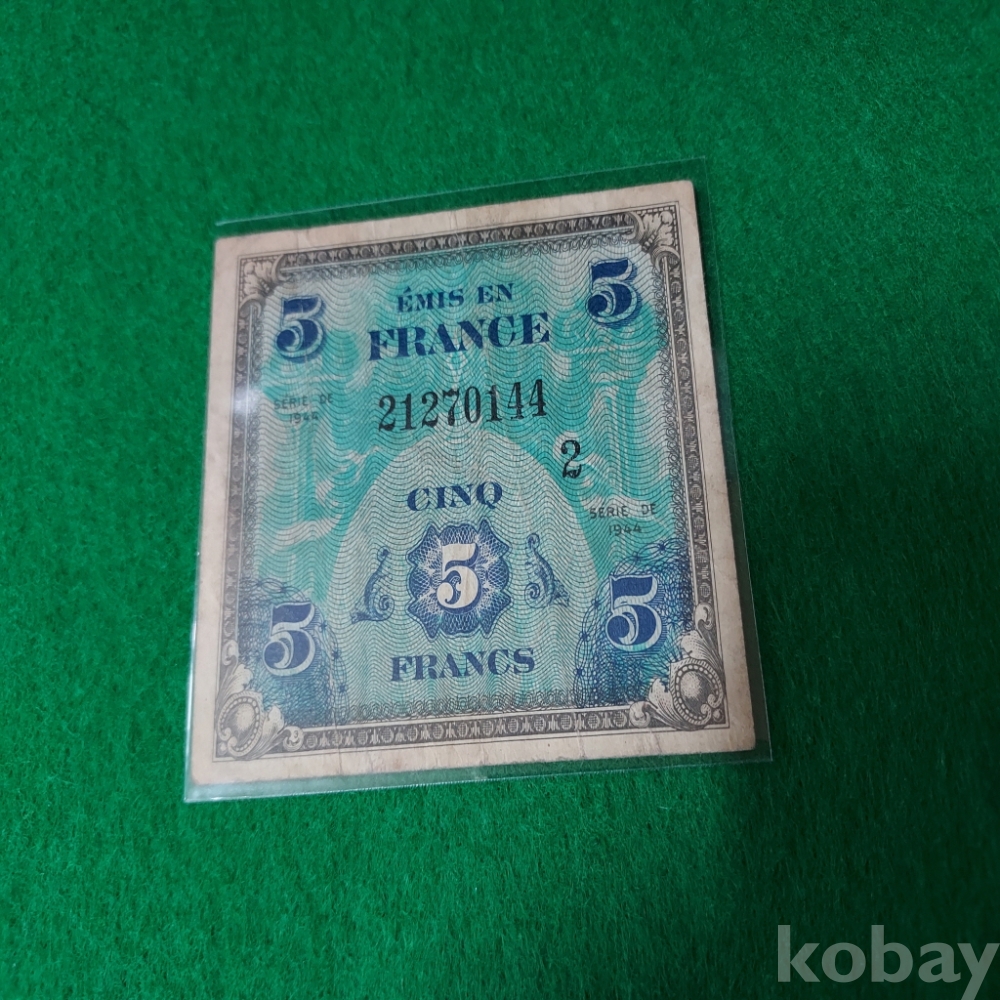 5
ÉMIS EN
5
FRANCE
SÉRIE DE
1944
21270144
2
CINQ
SÉRIE DE
1944
5
5
5
FRANCS
kobay